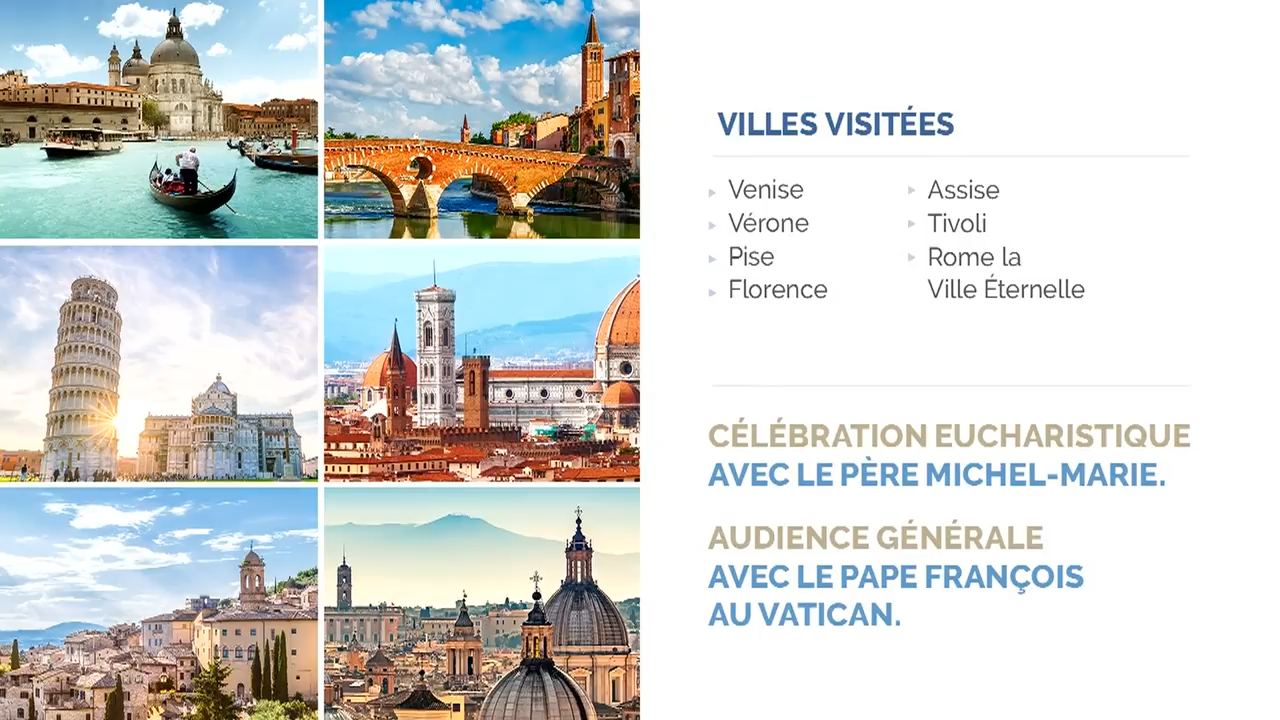 VILLES VISITÉES
Venise
Vérone
Pise
Florence
Assise
Tivoli
Rome la
Ville Éternelle
CÉLÉBRATION EUCHARISTIQUE
AVEC LE PÈRE MICHEL-MARIE.
AUDIENCE GÉNÉRALE
AVEC LE PAPE FRANÇOIS
AU VATICAN.